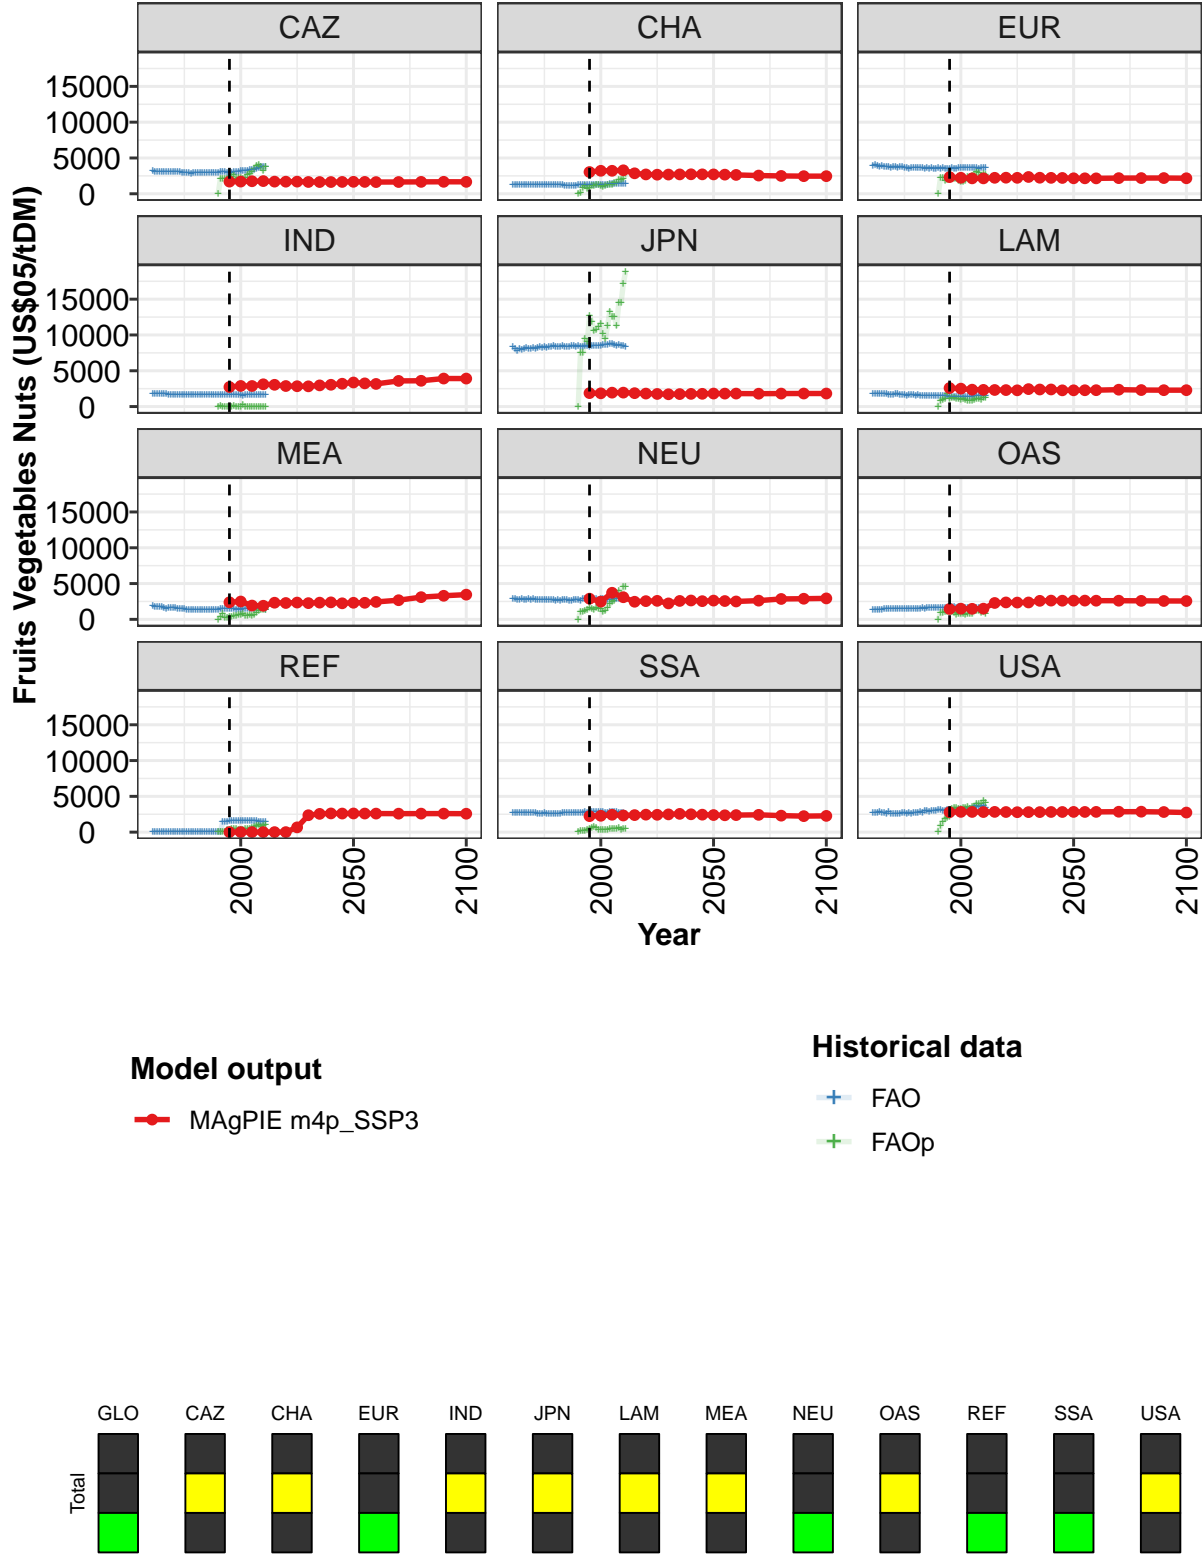 CAZ CHA EUR
15000
10000
5000
0
IND JPN LAM
15000
10000
5000
0
MEA NEU OAS
15000
10000
5000
0
REF SSA USA
15000
10000
5000
0
2000 2050 2100 2000 2050 2100 2000 2050 2100
Year
Fruits Vegetables Nuts (US$05/tDM)
Model output
MAgPIE m4p_SSP3
Historical data
FAO
FAOp
GLO CAZ CHA EUR IND JPN LAM MEA NEU OAS REF SSA USA
Total